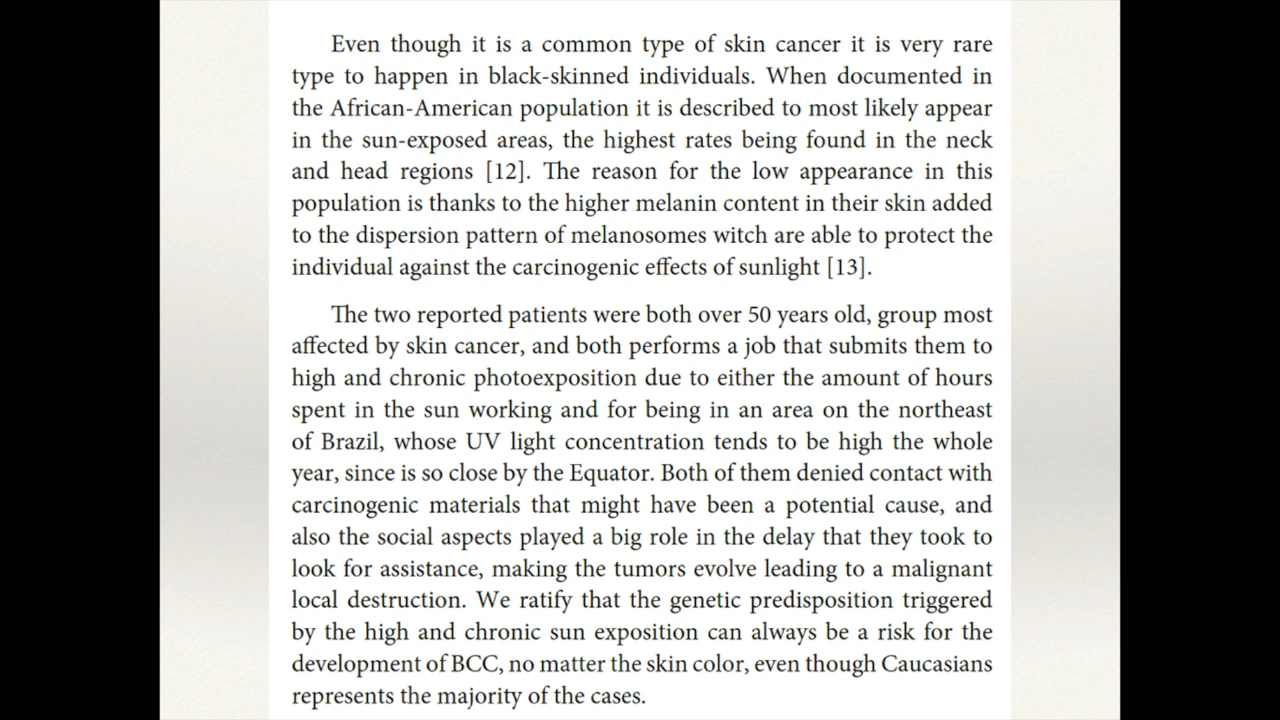 Even though it is a common type of skin cancer it is very rare
type to happen in black-skinned individuals. When documented in
the African-American population it is described to most likely appear
in the sun-exposed areas, the highest rates being found in the neck
and head regions [12]. The reason for the low appearance in this
population is thanks to the higher melanin content in their skin added
to the dispersion pattern of melanosomes witch are able to protect the
individual against the carcinogenic effects of sunlight [13].
The two reported patients were both over 50 years old, group most
affected by skin cancer, and both performs a job that submits them to
high and chronic photoexposition due to either the amount of hours
spent in the sun working and for being in an area on the northeast
of Brazil, whose UV light concentration tends to be high the whole
year, since is so close by the Equator. Both of them denied contact with
carcinogenic materials that might have been a potential cause, and
also the social aspects played a big role in the delay that they took to
look for assistance, making the tumors evolve leading to a malignant
local destruction. We ratify that the genetic predisposition triggered
by the high and chronic sun exposition can always be a risk for the
development of BCC, no matter the skin color, even though Caucasians
represents the majority of the cases.